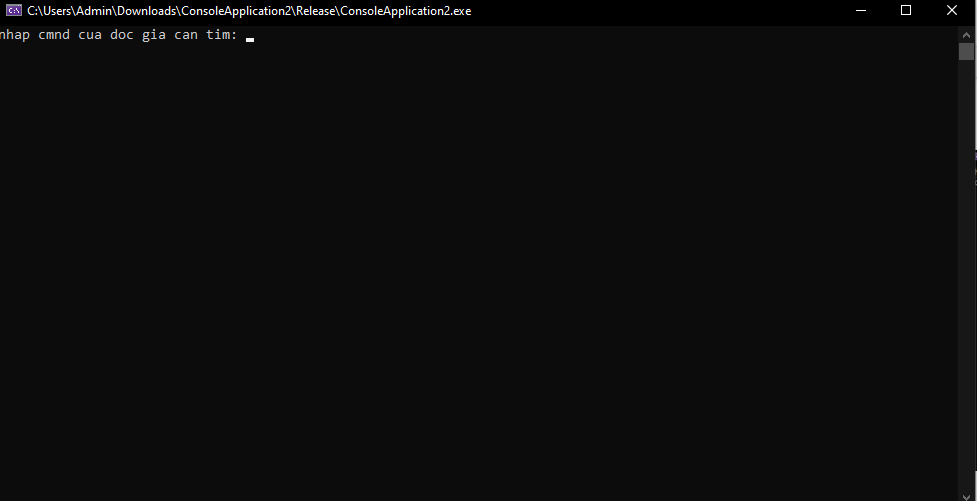 C:\Users\Admin\Downloads\ConsoleApplication2\Release\ConsoleApplication2.exe
nhap cmnd cua doc gia can tim: